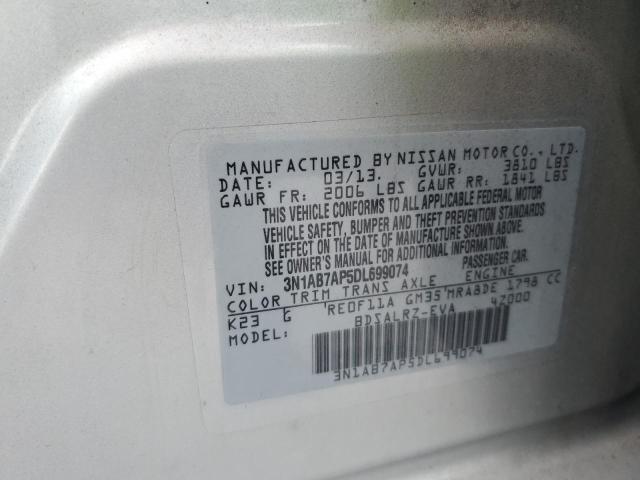 MANUFACTURED BY NISSAN MOTOR CO., LTD.
DATE: 03/13. GVWR: 3810 LBS
GAWR FR: 2006 LBS GAWR RR: 1841 LBS
THIS VEHICLE CONFORMS TO ALL APPLICABLE FEDERAL MOTOR
VEHICLE SAFETY, BUMPER AND THEFT PREVENTION STANDARDS
IN EFFECT ON THE DATE OF MANUFACTURE SHOWN ABOVE.
SEE OWNER'S MANUAL FOR ADDITIONAL INFORMATION.
VIN: 3N1AB7AP5DL699074 PASSENGER CAR.
COLOR TRIM TRANS AXLE ENGINE
K23 G RE0F11A GM35 MRA8DE 1798 CC
MODEL: BDSALRZ-EVA 47000
3N1AB7AP5DL699074